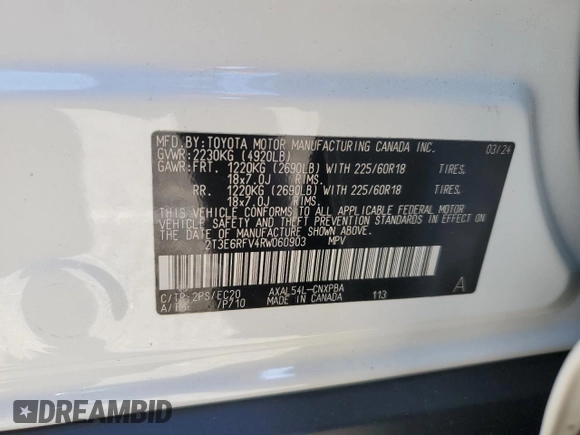 MFD.BY:TOYOTA MOTOR MANUFACTURING CANADA INC. 03/24
GVWR:2230KG (4920LB)
GAWR:FRT. 1220KG (2690LB) WITH 225/60R18 TIRES,
18x7.0J RIMS.
RR. 1220KG (2690LB) WITH 225/60R18 TIRES,
18x7.0J RIMS.
THIS VEHICLE CONFORMS TO ALL APPLICABLE FEDERAL MOTOR
VEHICLE SAFETY AND THEFT PREVENTION STANDARDS IN EFFECT
ON THE DATE OF MANUFACTURE SHOWN ABOVE.
2T3E6RFV4RW060903 MPV
C/TR:2PS/EC20 AXAL54L-CNXPBA A
A/TM: /P710 MADE IN CANADA 113
DREAMBID